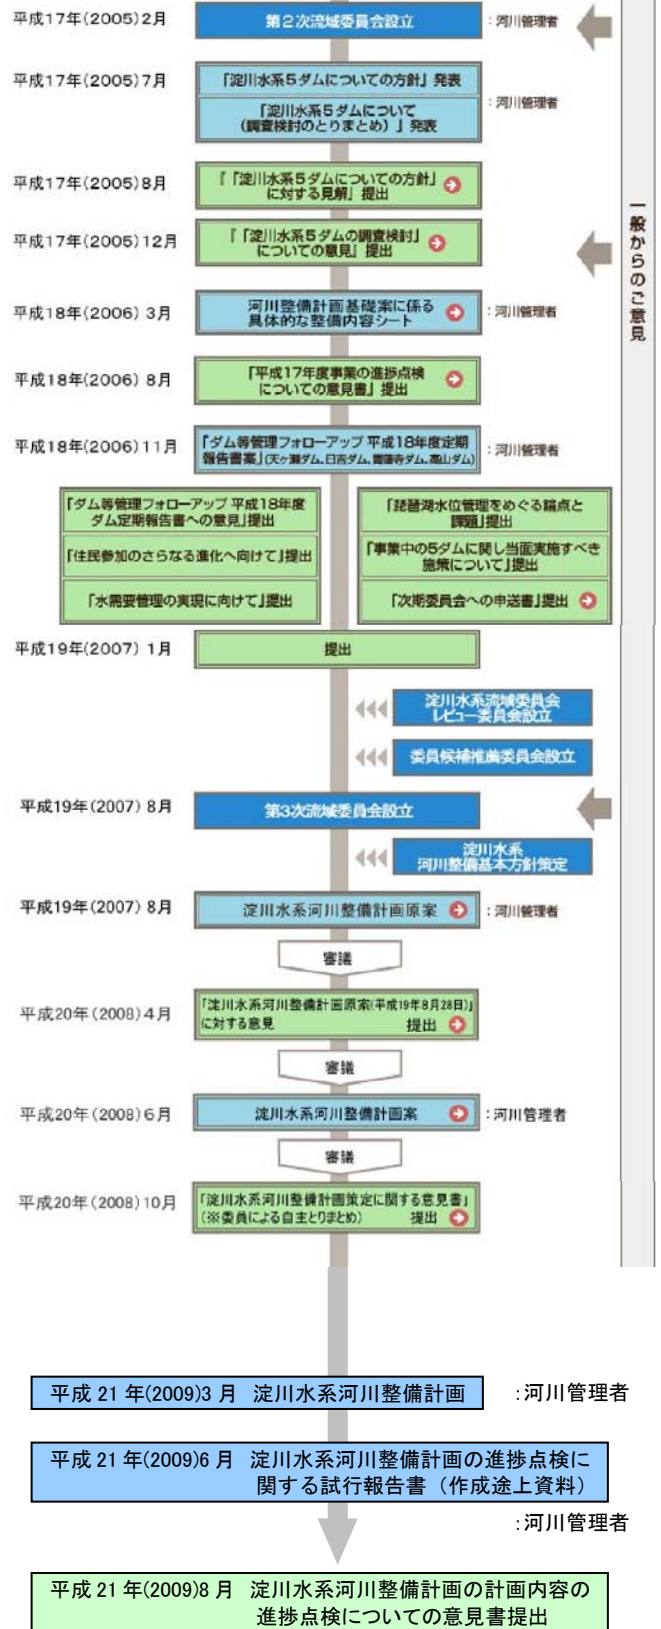 平成17年(2005)2月
第2次流域委員会設立
:河川管理者
平成17年(2005)7月
「淀川水系5ダムについての方針」発表
「淀川水系5ダムについて
(調査検討のとりまとめ)」発表
:河川管理者
平成17年(2005)8月
『「淀川水系5ダムについての方針」
に対する見解』提出
平成17年(2005)12月
『「淀川水系5ダムの調査検討」
についての意見』提出
一般からのご意見
平成18年(2006) 3月
河川整備計画基礎案に係る
具体的な整備内容シート
:河川管理者
平成18年(2006) 8月
「平成17年度事業の進捗点検
についての意見書」提出
平成18年(2006)11月
「ダム等管理フォローアップ 平成18年度定期
報告書案」(天ヶ瀬ダム、日吉ダム、青蓮寺ダム、高山ダム)
:河川管理者
「ダム等管理フォローアップ 平成18年度
ダム定期報告書への意見」提出
「住民参加のさらなる進化へ向けて」提出
「水需要管理の実現に向けて」提出
「琵琶湖水位管理をめぐる論点と
課題」提出
「事業中の5ダムに関し当面実施すべき
施策について」提出
「次期委員会への申送書」提出
平成19年(2007) 1月
提出
淀川水系流域委員会
レビュー委員会設立
委員候補推薦委員会設立
平成19年(2007) 8月
第3次流域委員会設立
淀川水系
河川整備基本方針策定
平成19年(2007) 8月
淀川水系河川整備計画原案
:河川管理者
審議
平成20年(2008)4月
「淀川水系河川整備計画原案(平成19年8月28日)」
に対する意見 提出
審議
平成20年(2008)6月
淀川水系河川整備計画案
:河川管理者
審議
平成20年(2008)10月
「淀川水系河川整備計画策定に関する意見書」
(※委員による自主とりまとめ) 提出
平成 21 年(2009)3 月 淀川水系河川整備計画
:河川管理者
平成 21 年(2009)6 月 淀川水系河川整備計画の進捗点検に
関する試行報告書(作成途上資料)
:河川管理者
平成 21 年(2009)8 月 淀川水系河川整備計画の計画内容の
進捗点検についての意見書提出